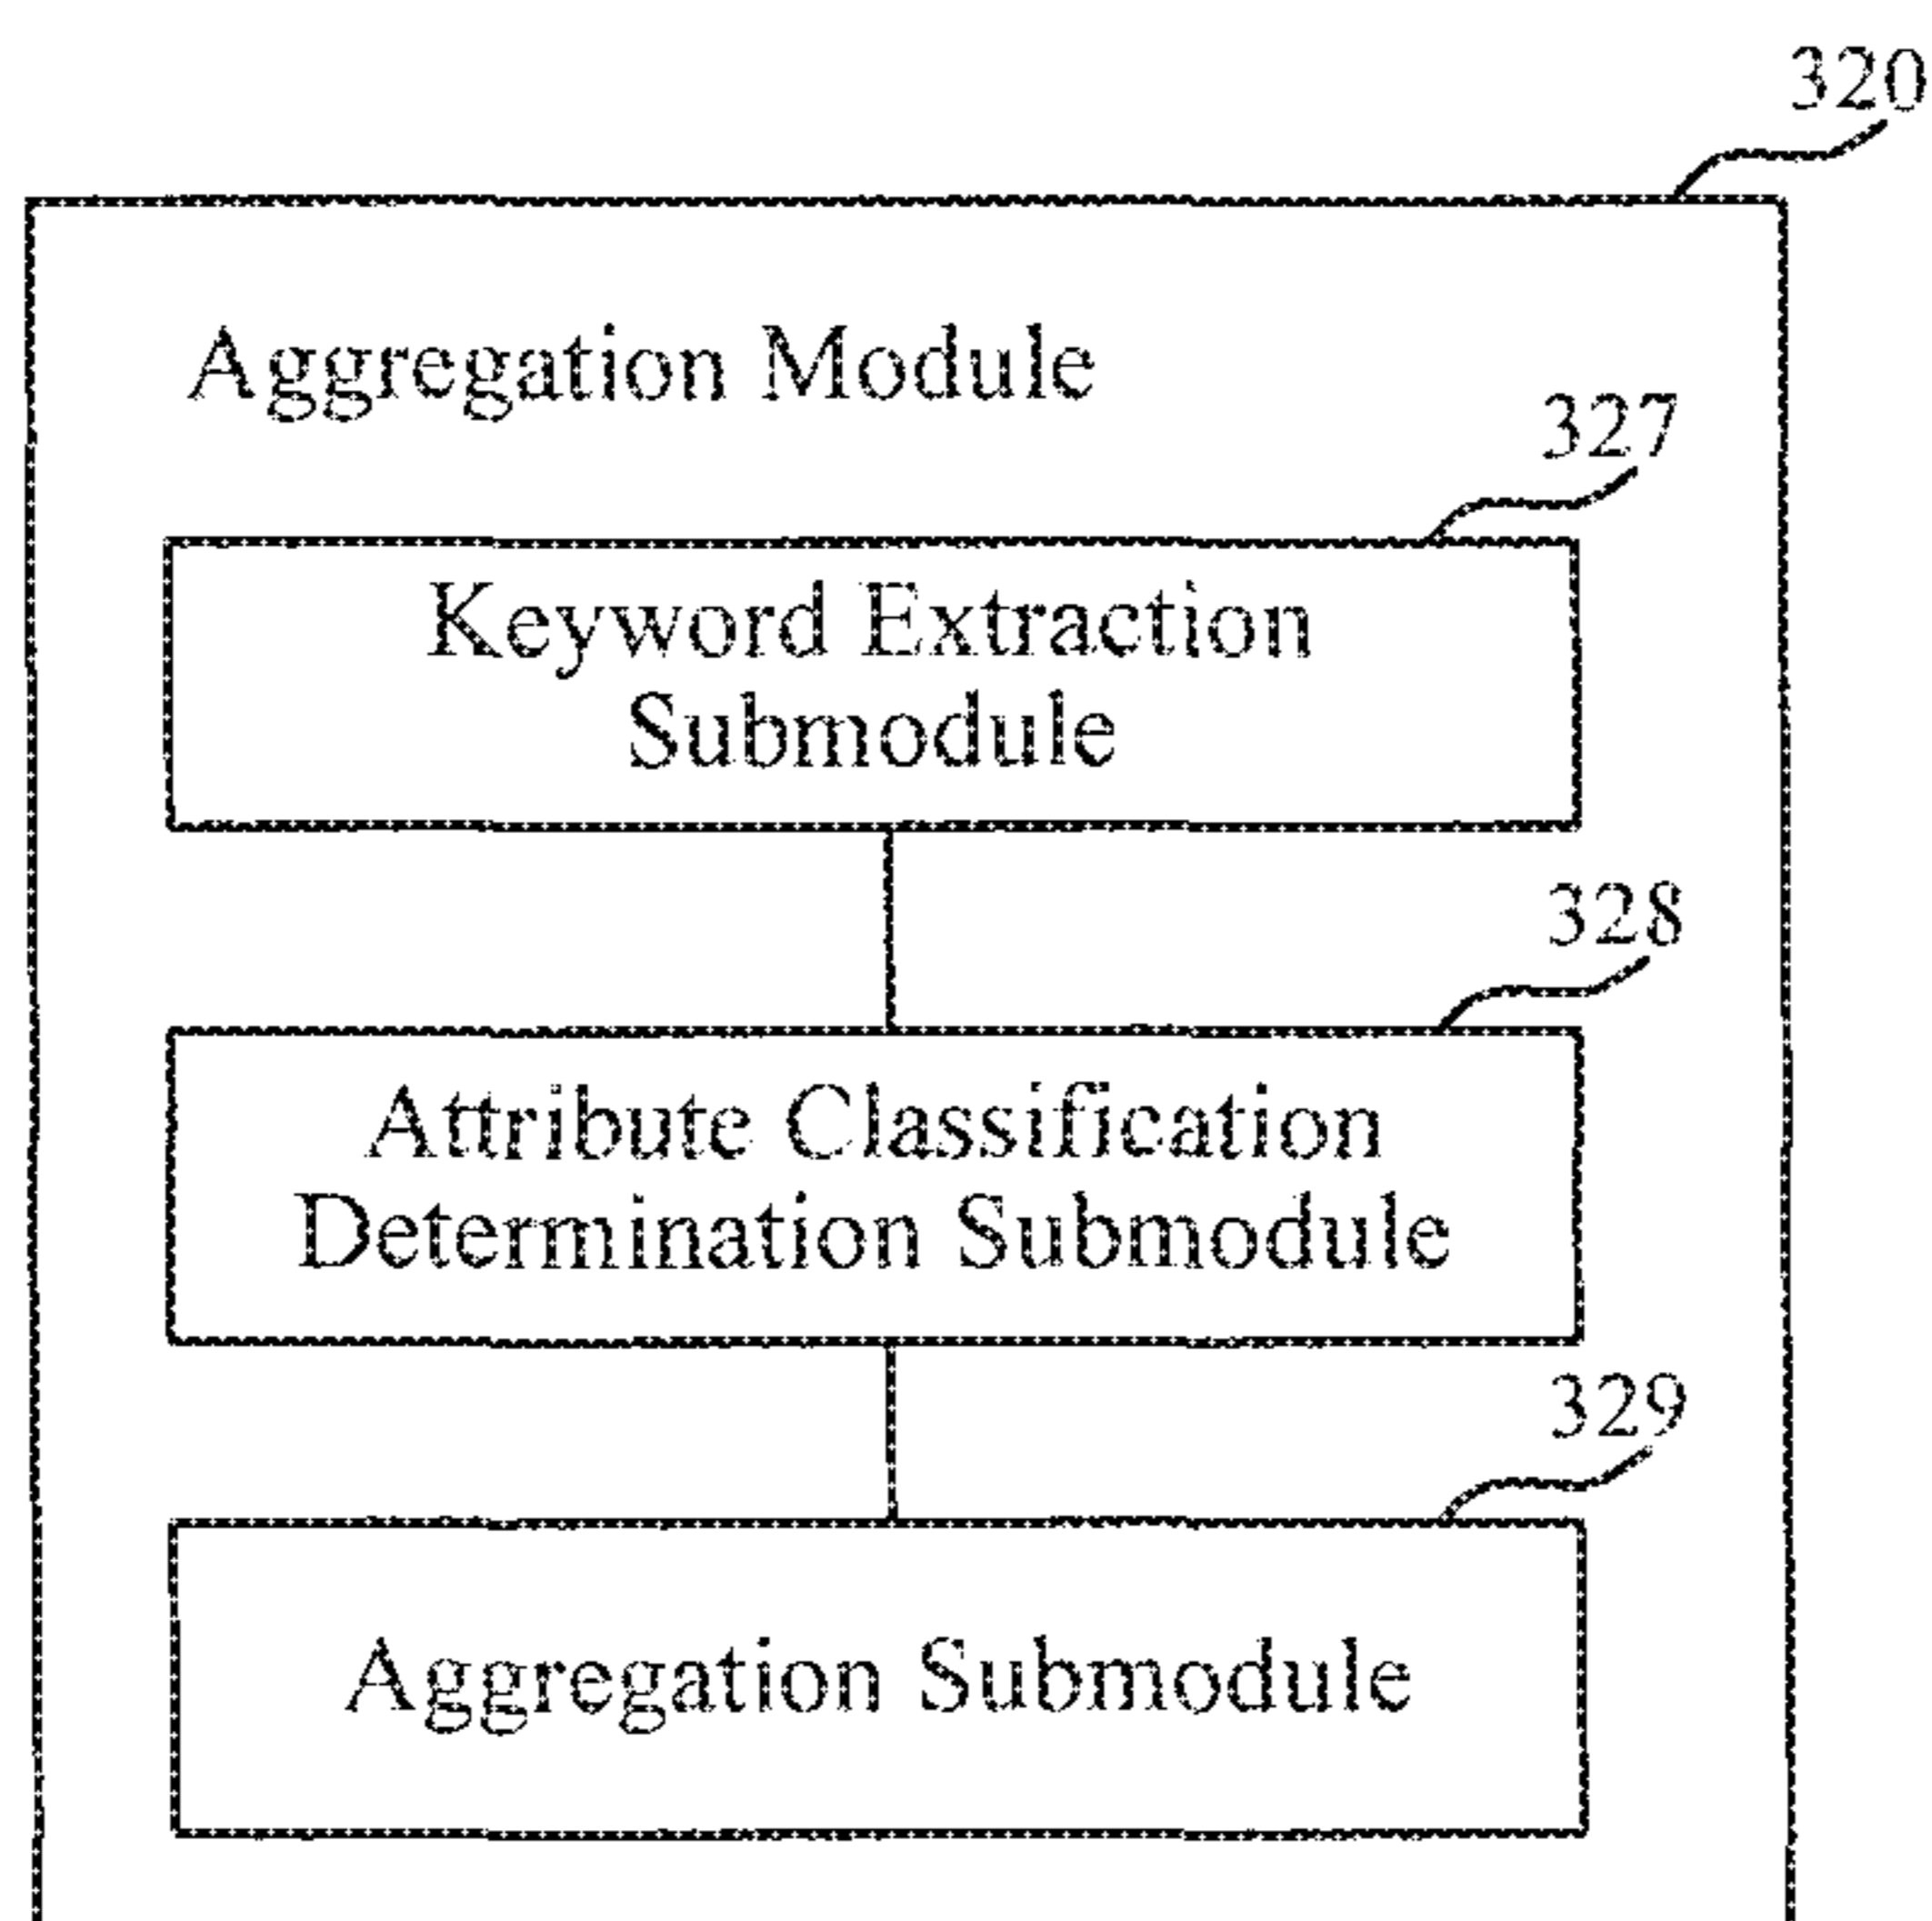 320
Aggregation Module
327
Keyword Extraction
Submodule
328
Attribute Classification
Determination Submodule
329
Aggregation Submodule